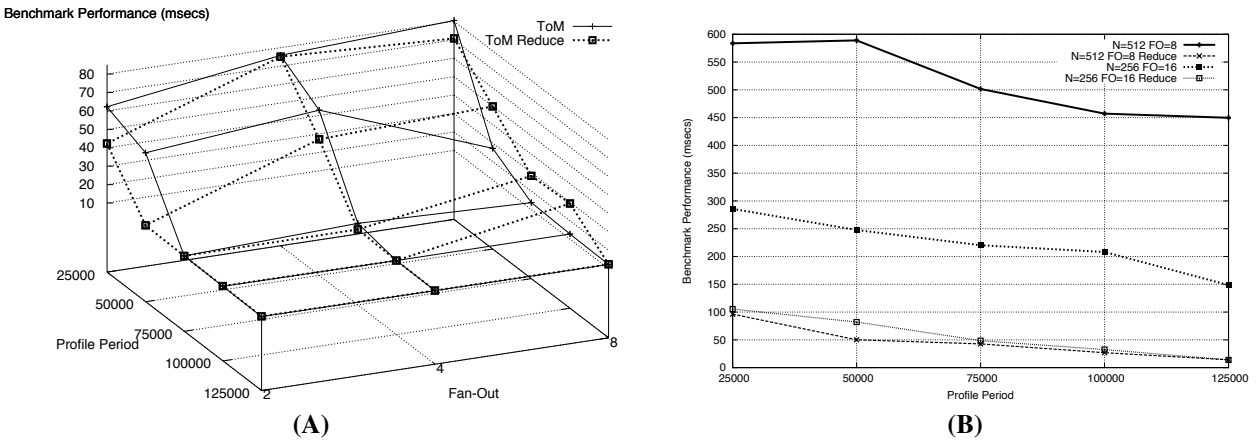 Benchmark Performance (msecs)
ToM
ToM Reduce
80
70
60
50
40
30
20
10
25000
50000
75000
100000
125000
Profile Period
2
4
8
Fan-Out
(A)
600
550
500
450
400
350
300
250
200
150
100
50
0
Benchmark Performance (msecs)
N=512 FO=8
N=512 FO=8 Reduce
N=256 FO=16
N=256 FO=16 Reduce
25000 50000 75000 100000 125000
Profile Period
(B)